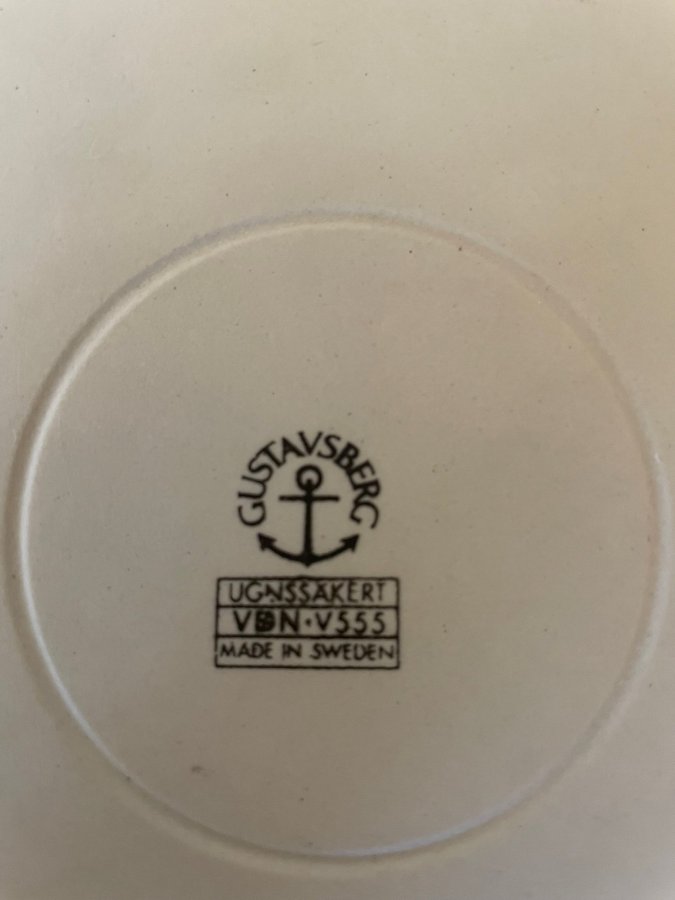 GUSTAVSBERG
UGNSSÄKERT
VDN·V555
MADE IN SWEDEN